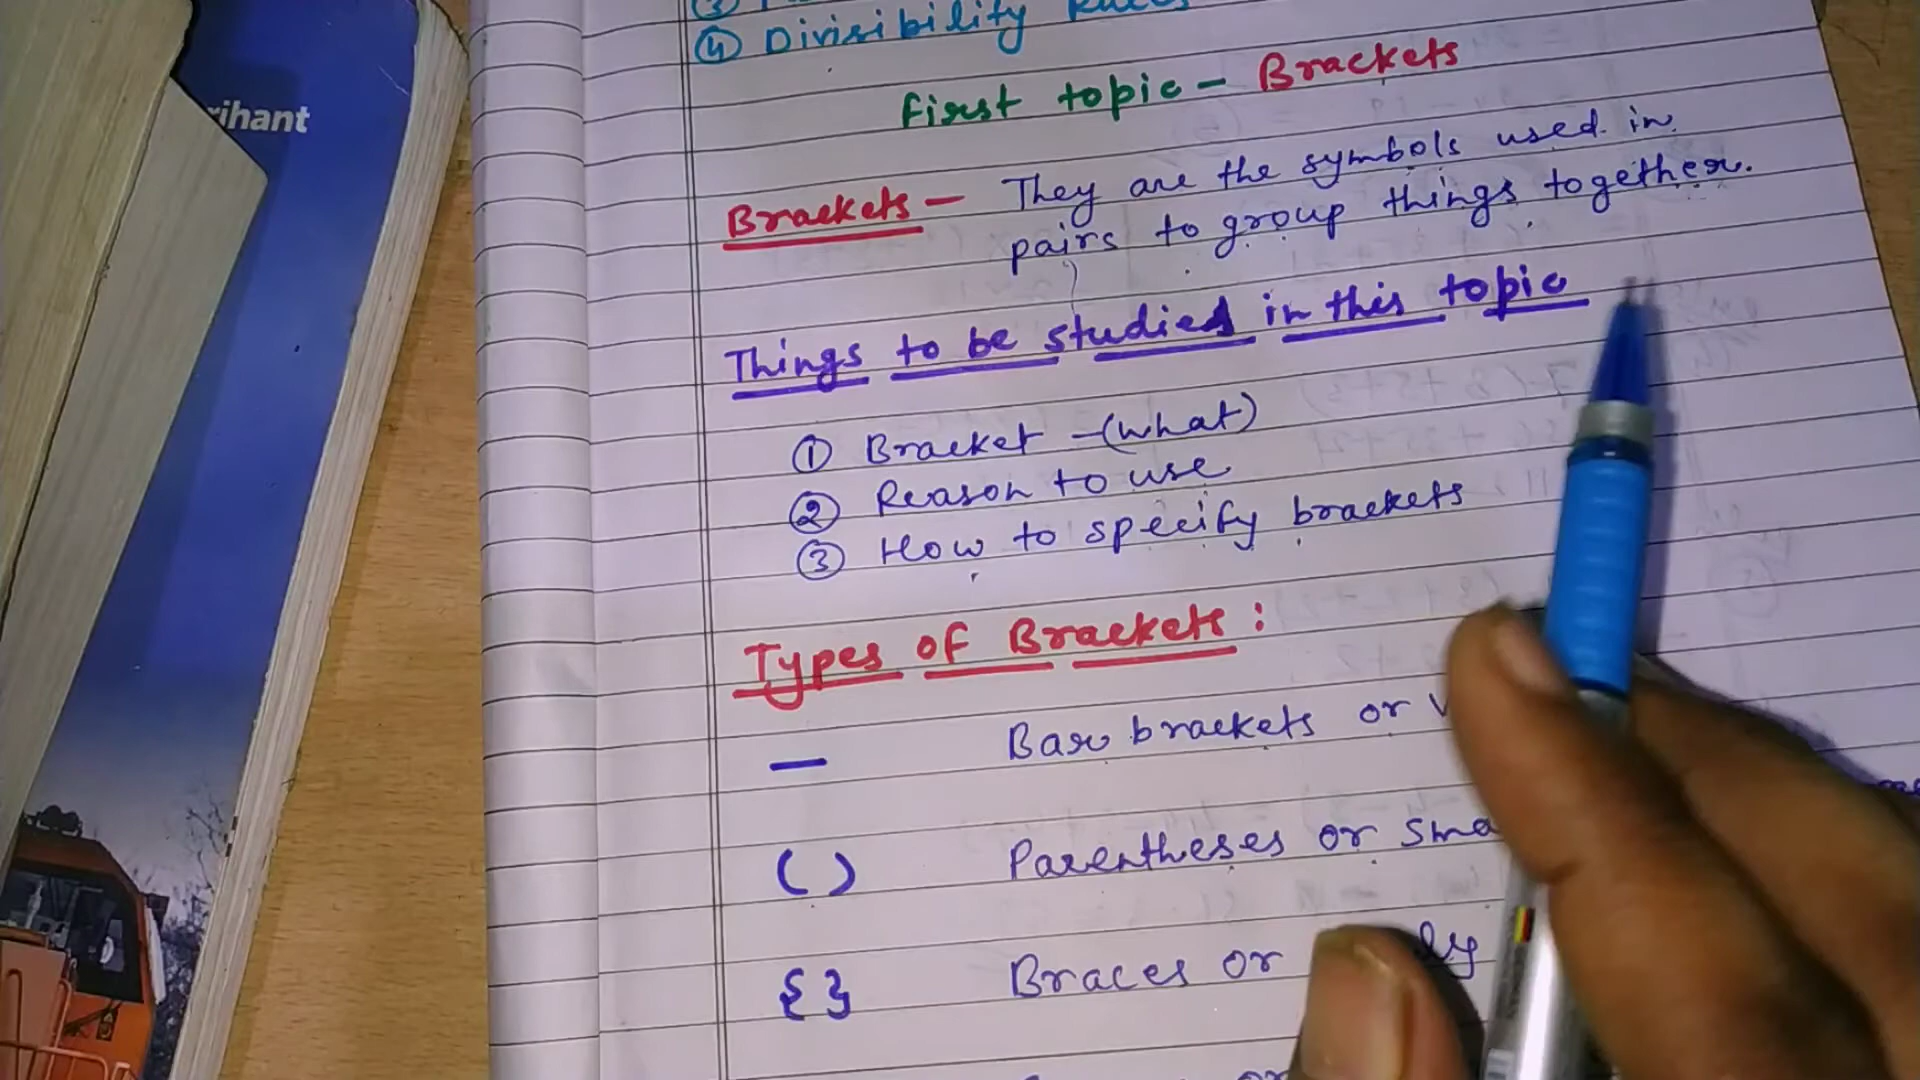 ④ Divisibility Rules
First topic - Brackets
Brackets - They are the symbols used in
pairs to group things together.
Things to be studied in this topic
① Bracket - (what)
② Reason to use
③ How to specify brackets
Types of Brackets :
— Bar brackets or
( ) Parentheses or
{ } Braces or
rihant